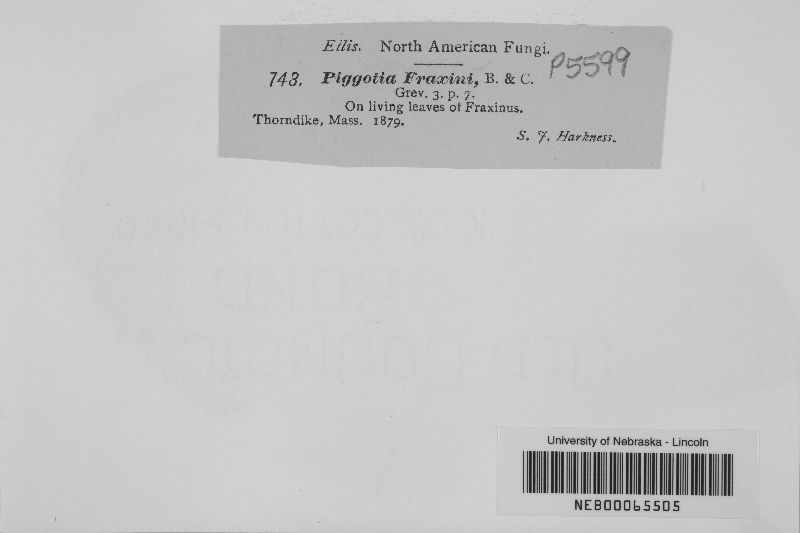 Ellis. North American Fungi.
P5599
743. Piggotia Fraxini, B. & C.
Grev. 3. p. 7.
On living leaves of Fraxinus.
Thorndike, Mass. 1879.
S. J. Harkness.
University of Nebraska - Lincoln
NEB00065505